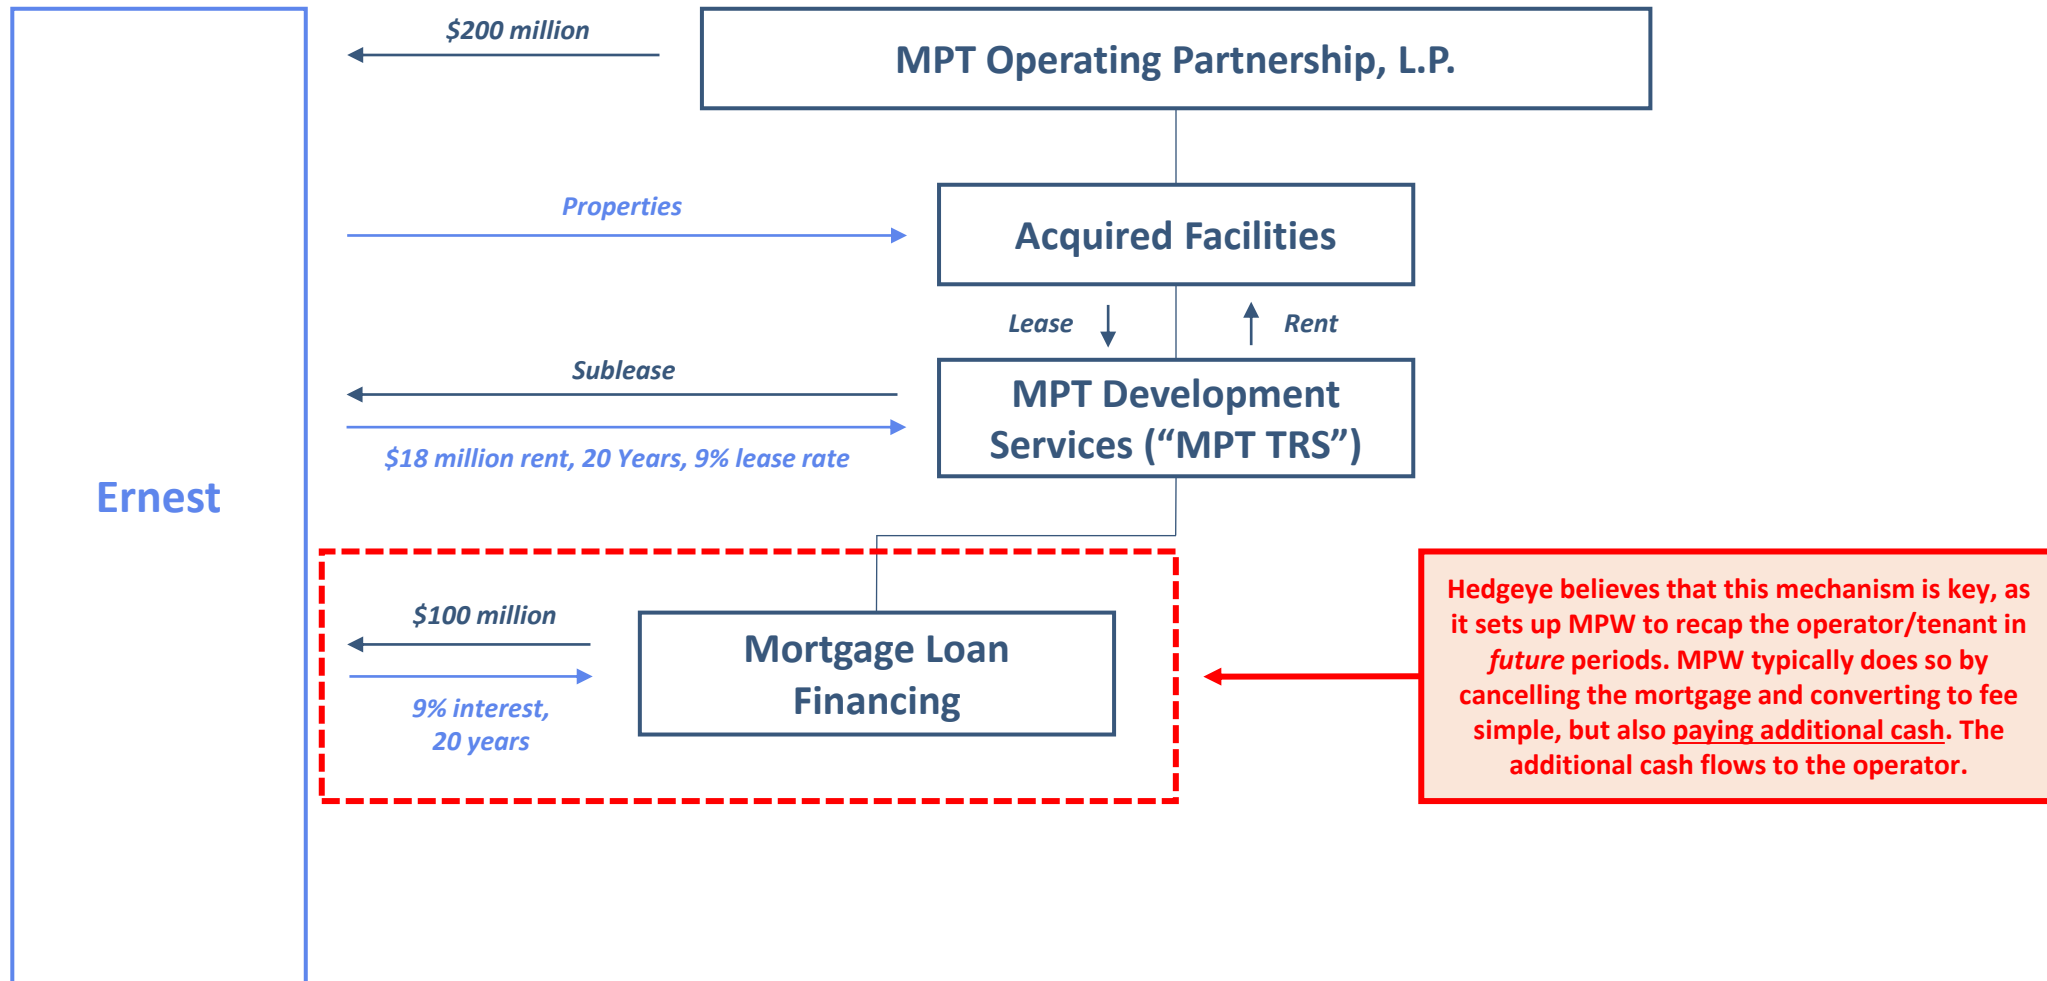 $200 million
MPT Operating Partnership, L.P.
Properties
Acquired Facilities
Lease
Rent
Sublease
MPT Development
Services (“MPT TRS”)
$18 million rent, 20 Years, 9% lease rate
Ernest
$100 million
Mortgage Loan
Financing
9% interest,
20 years
Hedgeye believes that this mechanism is key, as
it sets up MPW to recap the operator/tenant in
future periods. MPW typically does so by
cancelling the mortgage and converting to fee
simple, but also paying additional cash. The
additional cash flows to the operator.